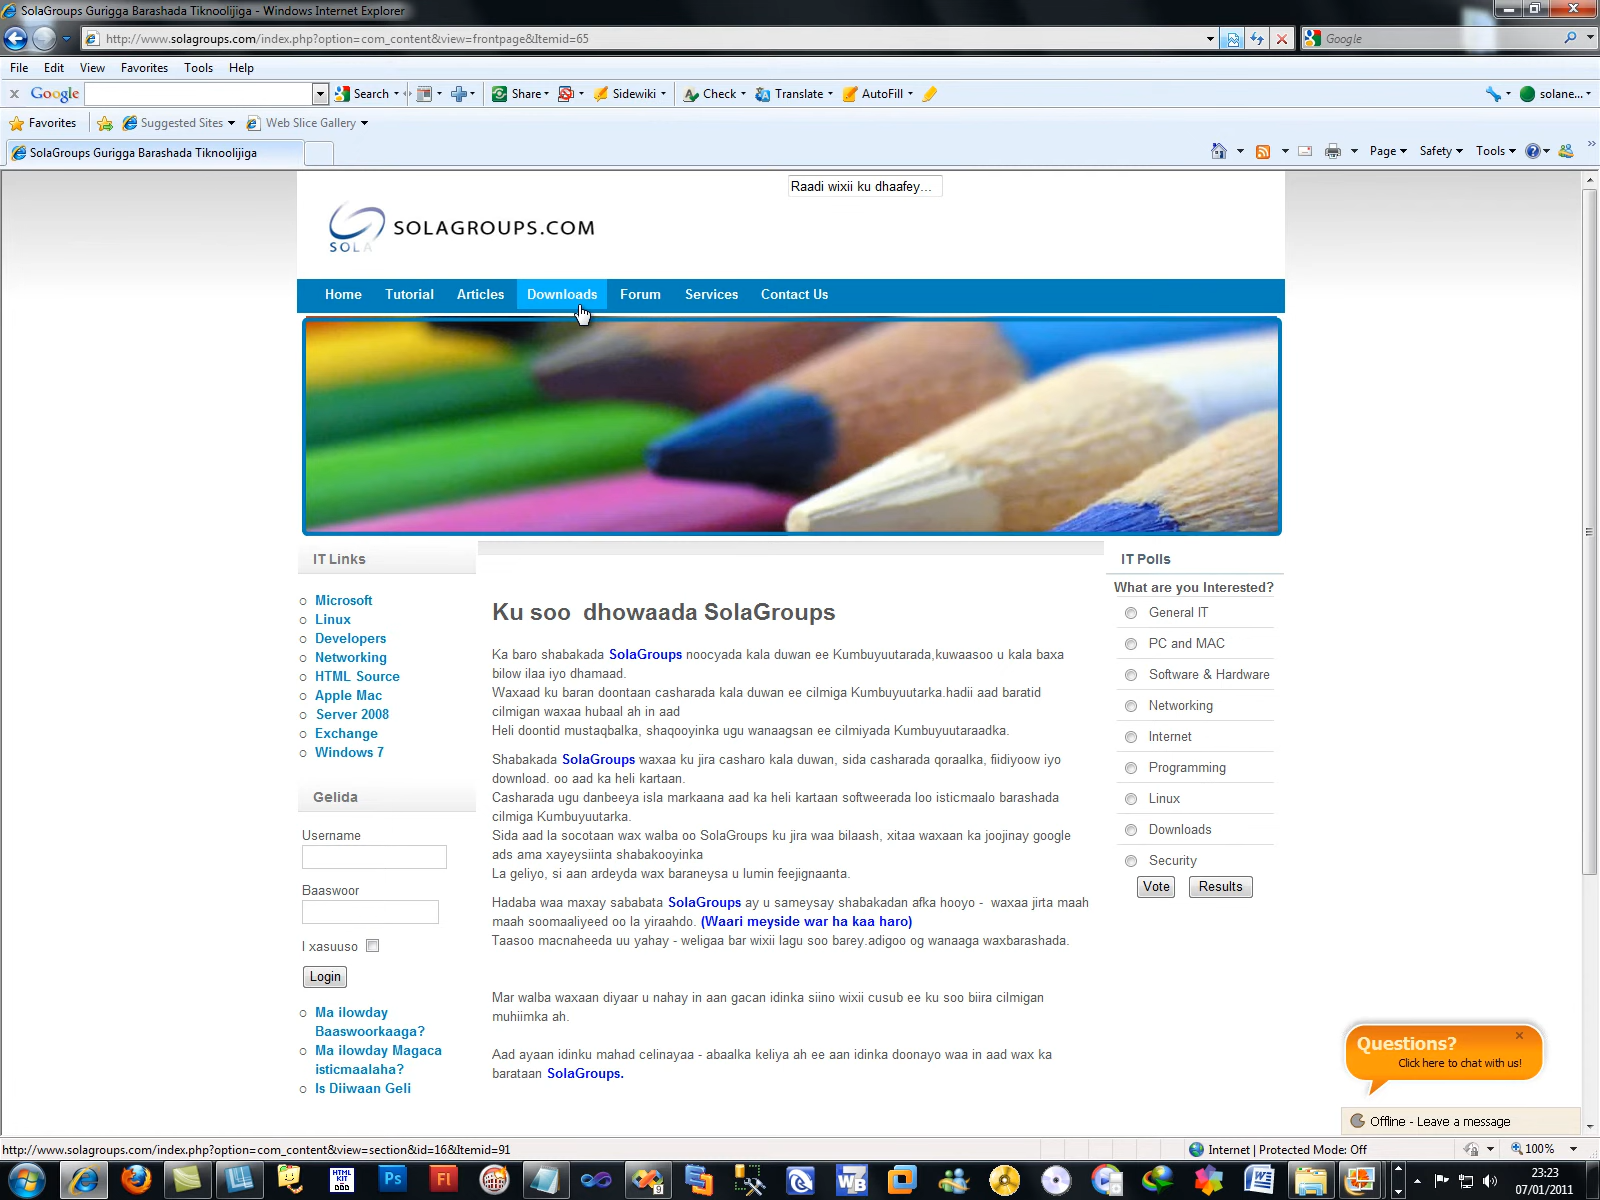 SolaGroups Gurigga Barashada Tiknoolijiga - Windows Internet Explorer
http://www.solagroups.com/index.php?option=com_content&view=frontpage&Itemid=65
Google
File Edit View Favorites Tools Help
x Google Search Share Sidewiki Check Translate AutoFill solane...
Favorites Suggested Sites Web Slice Gallery
SolaGroups Gurigga Barashada Tiknoolijiga
Page Safety Tools
Raadi wixii ku dhaafey...
SOLA SOLAGROUPS.COM
Home Tutorial Articles Downloads Forum Services Contact Us
IT Links
Microsoft
Linux
Developers
Networking
HTML Source
Apple Mac
Server 2008
Exchange
Windows 7
Gelida
Username
Baaswoor
I xasuuso
Login
Ma ilowday
Baaswoorkaaga?
Ma ilowday Magaca
isticmaalaha?
Is Diiwaan Geli
Ku soo dhowaada SolaGroups
Ka baro shabakada SolaGroups noocyada kala duwan ee Kumbuyuutarada,kuwaasoo u kala baxa
bilow ilaa iyo dhamaad.
Waxaad ku baran doontaan casharada kala duwan ee cilmiga Kumbuyuutarka.hadii aad baratid
cilmigan waxaa hubaal ah in aad
Heli doontid mustaqbalka, shaqooyinka ugu wanaagsan ee cilmiyada Kumbuyuutaraadka.
Shabakada SolaGroups waxaa ku jira casharo kala duwan, sida casharada qoraalka, fiidiyoow iyo
download. oo aad ka heli kartaan.
Casharada ugu danbeeya isla markaana aad ka heli kartaan softweerada loo isticmaalo barashada
cilmiga Kumbuyuutarka.
Sida aad la socotaan wax walba oo SolaGroups ku jira waa bilaash, xitaa waxaan ka joojinay google
ads ama xayeysiinta shabakooyinka
La geliyo, si aan ardeyda wax baraneysa u lumin feejignaanta.
Hadaba waa maxay sababata SolaGroups ay u sameysay shabakadan afka hooyo - waxaa jirta maah
maah soomaaliyeed oo la yiraahdo. (Waari meyside war ha kaa haro)
Taasoo macnaheeda uu yahay - weligaa bar wixii lagu soo barey.adigoo og wanaaga waxbarashada.
Mar walba waxaan diyaar u nahay in aan gacan idinka siino wixii cusub ee ku soo biira cilmigan
muhiimka ah.
Aad ayaan idinku mahad celinayaa - abaalka keliya ah ee aan idinka doonayo waa in aad wax ka
barataan SolaGroups.
IT Polls
What are you Interested?
General IT
PC and MAC
Software & Hardware
Networking
Internet
Programming
Linux
Downloads
Security
Vote Results
Questions?
Click here to chat with us!
Offline - Leave a message
http://www.solagroups.com/index.php?option=com_content&view=section&id=16&Itemid=91
Internet | Protected Mode: Off
100%
HTML KIT
Ps
Fl
WB
23:23
07/01/2011